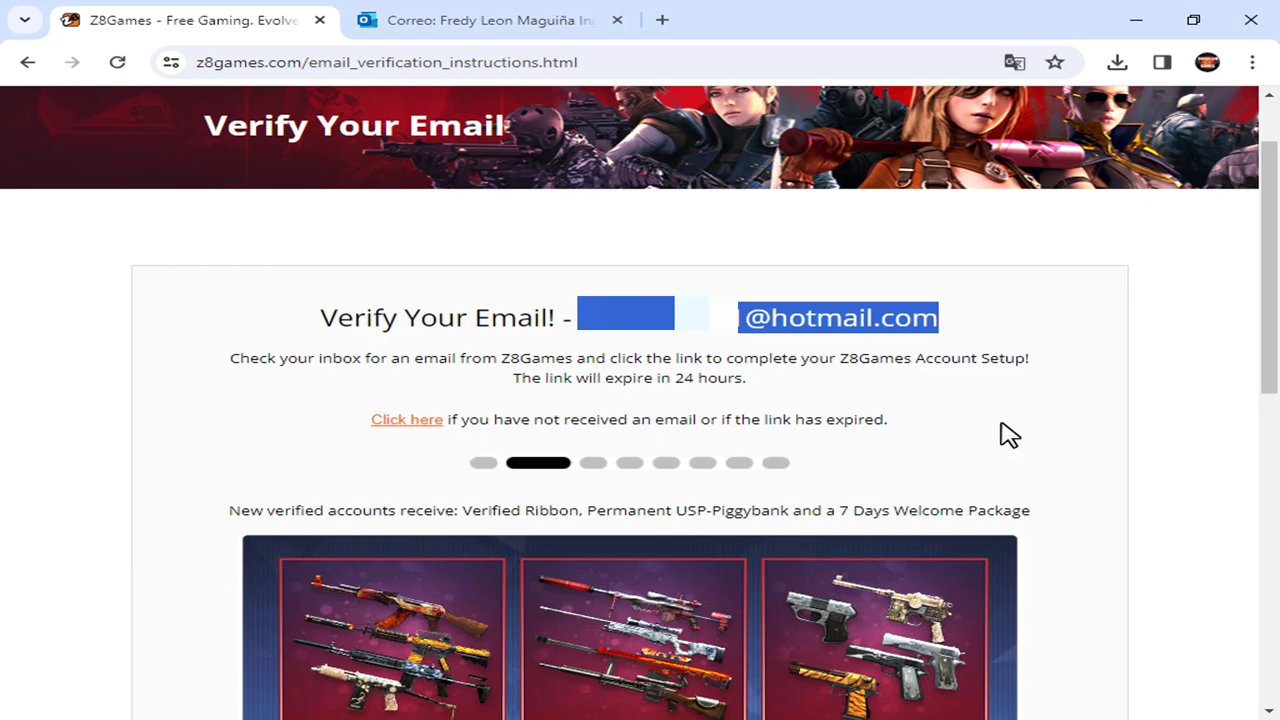 Z8Games - Free Gaming. Evolve
Correo: Fredy Leon Maguiña In
z8games.com/email_verification_instructions.html
Verify Your Email
Verify Your Email! - @hotmail.com
Check your inbox for an email from Z8Games and click the link to complete your Z8Games Account Setup!
The link will expire in 24 hours.
Click here if you have not received an email or if the link has expired.
New verified accounts receive: Verified Ribbon, Permanent USP-Piggybank and a 7 Days Welcome Package